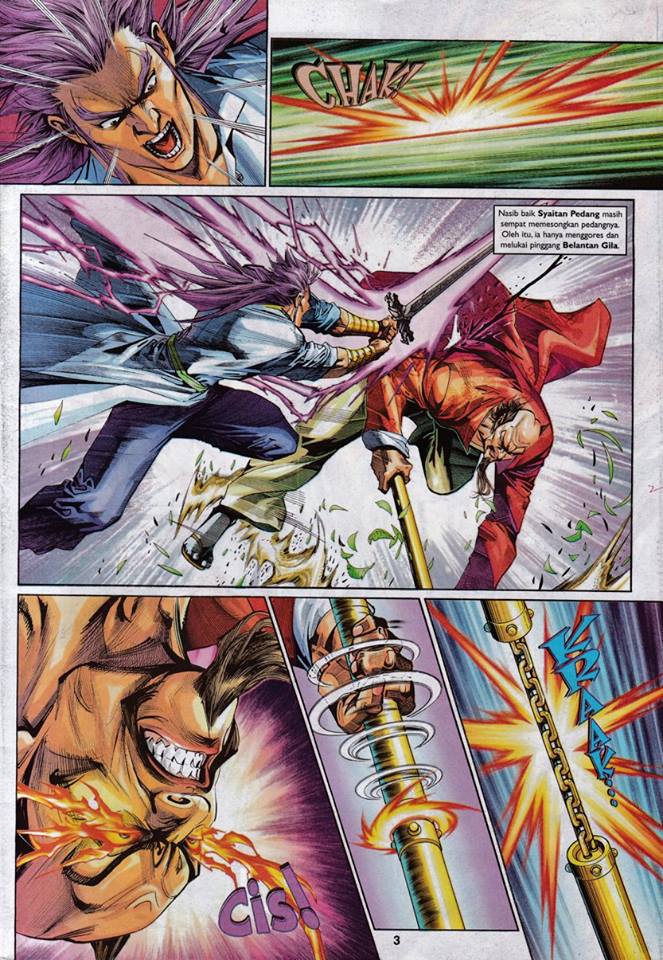 CHAK!
Nasib baik Syaitan Pedang masih
sempat memesongkan pedangnya.
Oleh itu, ia hanya menggores dan
melukai pinggang Belantan Gila.
Cis!
KRAAK...
3